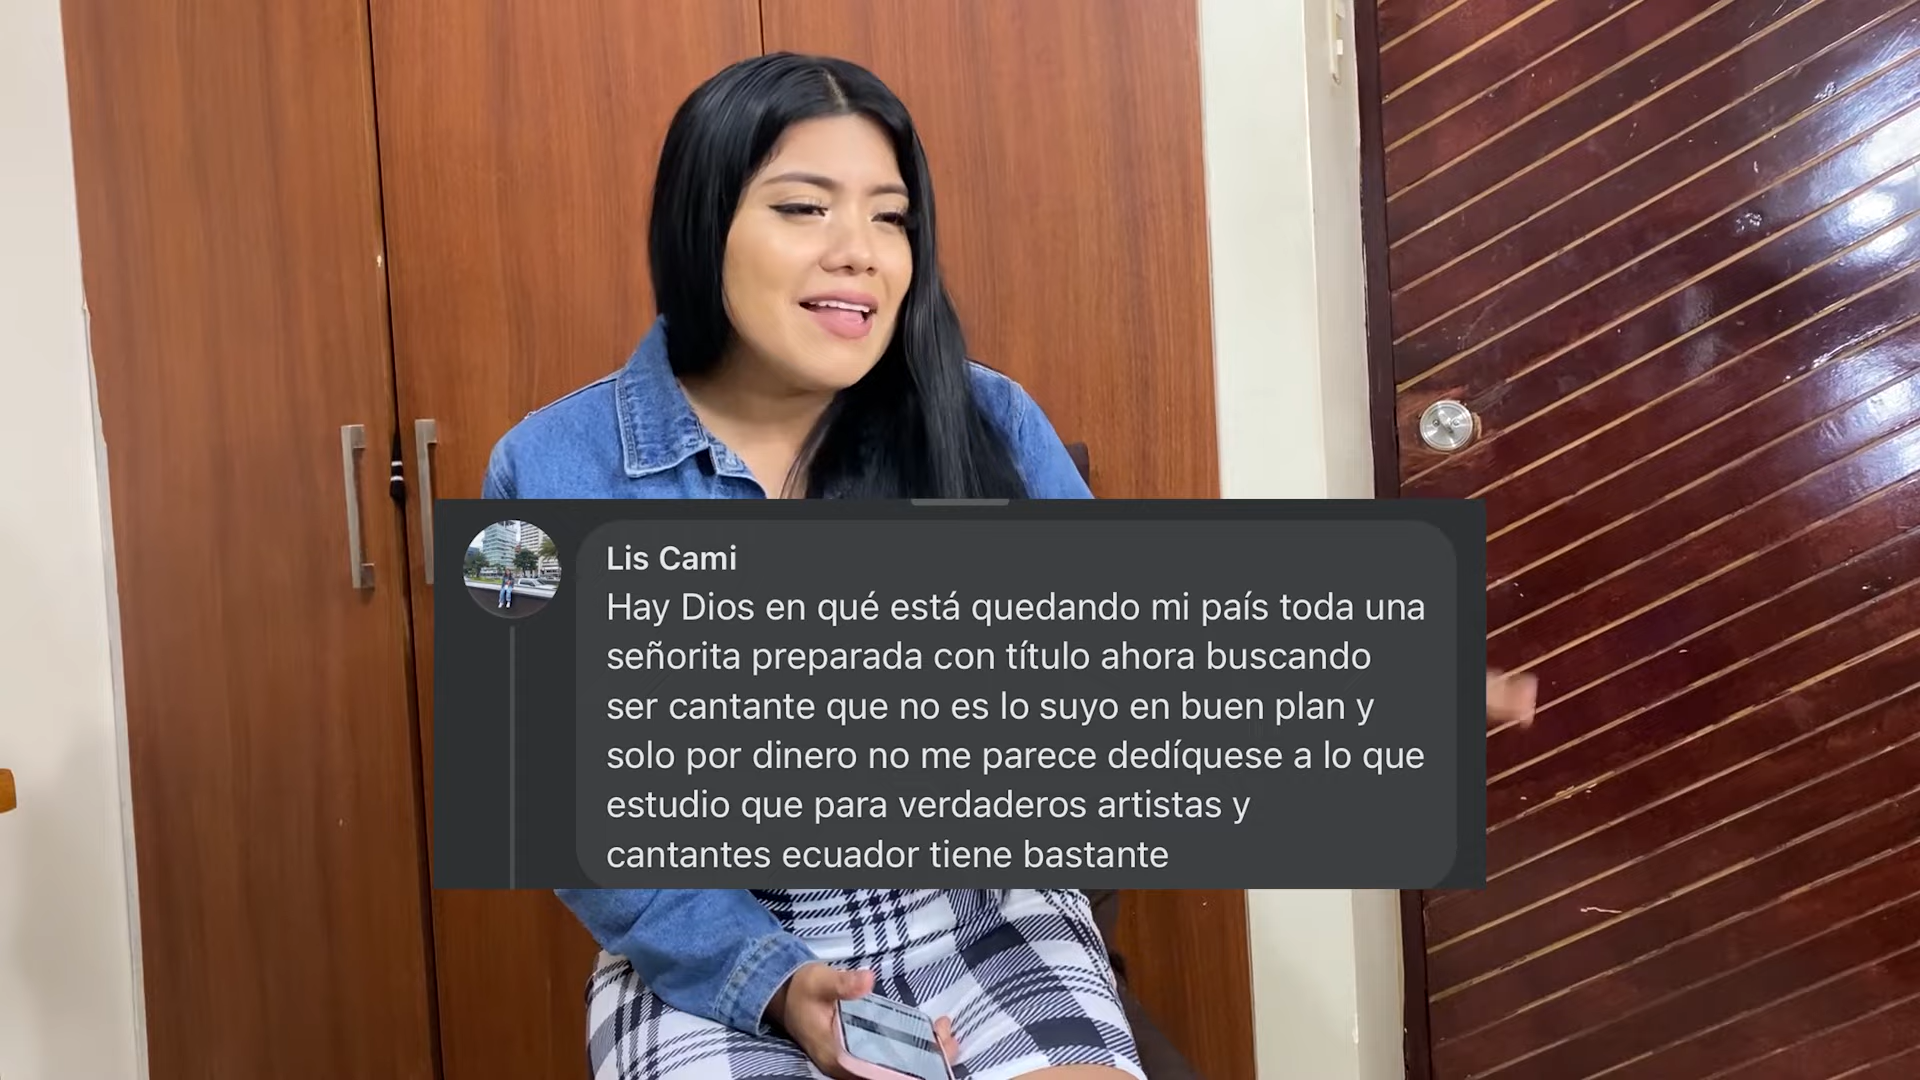 Lis Cami
Hay Dios en qué está quedando mi país toda una
señorita preparada con título ahora buscando
ser cantante que no es lo suyo en buen plan y
solo por dinero no me parece dedíquese a lo que
estudio que para verdaderos artistas y
cantantes ecuador tiene bastante